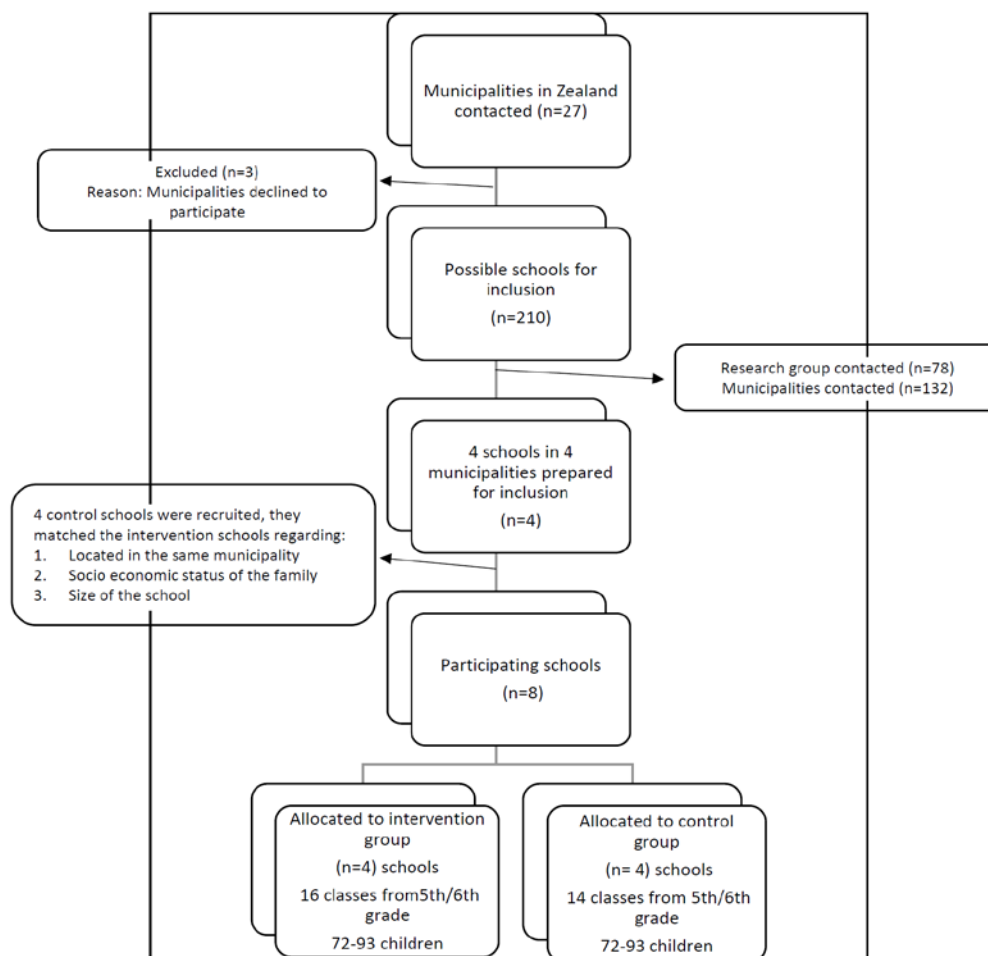 Municipalities in Zealand
contacted (n=27)
Excluded (n=3)
Reason: Municipalities declined to
participate
Possible schools for
inclusion
(n=210)
Research group contacted (n=78)
Municipalities contacted (n=132)
4 schools in 4
municipalities prepared
for inclusion
(n=4)
4 control schools were recruited, they
matched the intervention schools regarding:
1. Located in the same municipality
2. Socio economic status of the family
3. Size of the school
Participating schools
(n=8)
Allocated to intervention
group
(n=4) schools
16 classes from5th/6th
grade
72-93 children
Allocated to control
group
(n= 4) schools
14 classes from 5th/6th
grade
72-93 children